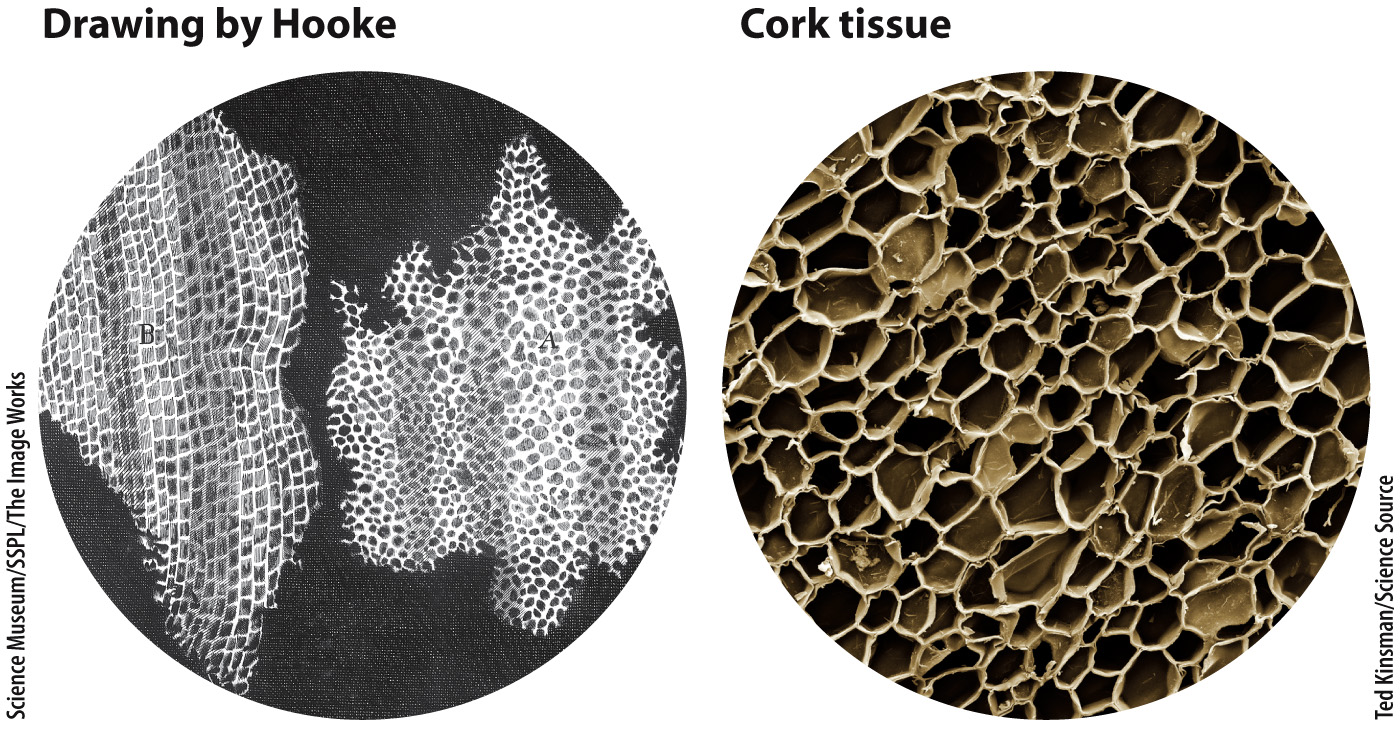 Drawing by Hooke
Cork tissue
B
A
Science Museum/SSPL/The Image Works
Ted Kinsman/Science Source